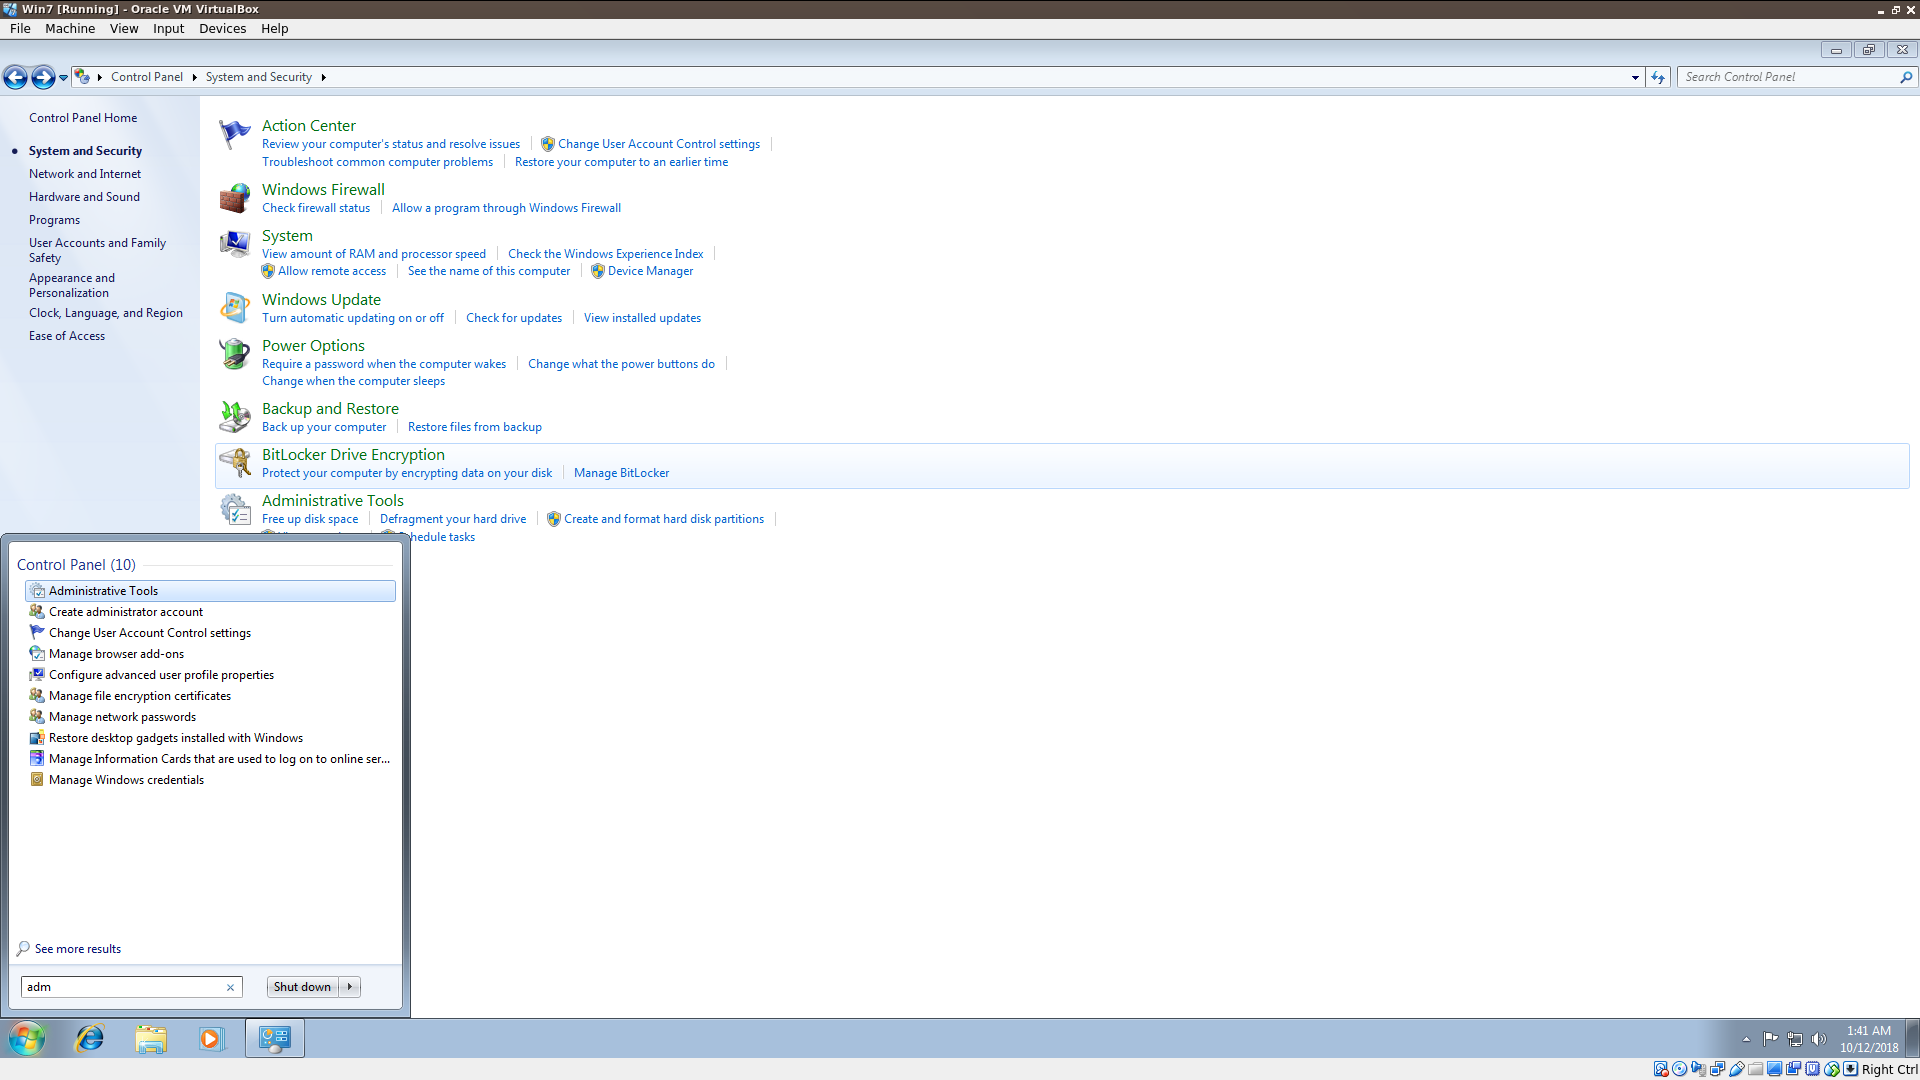 Win7 [Running] - Oracle VM VirtualBox
File Machine View Input Devices Help
Control Panel System and Security Search Control Panel
Control Panel Home
System and Security
Network and Internet
Hardware and Sound
Programs
User Accounts and Family
Safety
Appearance and
Personalization
Clock, Language, and Region
Ease of Access
Action Center
Review your computer's status and resolve issues Change User Account Control settings
Troubleshoot common computer problems Restore your computer to an earlier time
Windows Firewall
Check firewall status Allow a program through Windows Firewall
System
View amount of RAM and processor speed Check the Windows Experience Index
Allow remote access See the name of this computer Device Manager
Windows Update
Turn automatic updating on or off Check for updates View installed updates
Power Options
Require a password when the computer wakes Change what the power buttons do
Change when the computer sleeps
Backup and Restore
Back up your computer Restore files from backup
BitLocker Drive Encryption
Protect your computer by encrypting data on your disk Manage BitLocker
Administrative Tools
Free up disk space Defragment your hard drive Create and format hard disk partitions
hedule tasks
Control Panel (10)
Administrative Tools
Create administrator account
Change User Account Control settings
Manage browser add-ons
Configure advanced user profile properties
Manage file encryption certificates
Manage network passwords
Restore desktop gadgets installed with Windows
Manage Information Cards that are used to log on to online ser...
Manage Windows credentials
See more results
adm Shut down
1:41 AM
10/12/2018
Right Ctrl